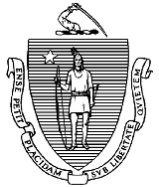 ENSE PETIT
PLACIDAM
SVB LIBERTATE
QVIETEM